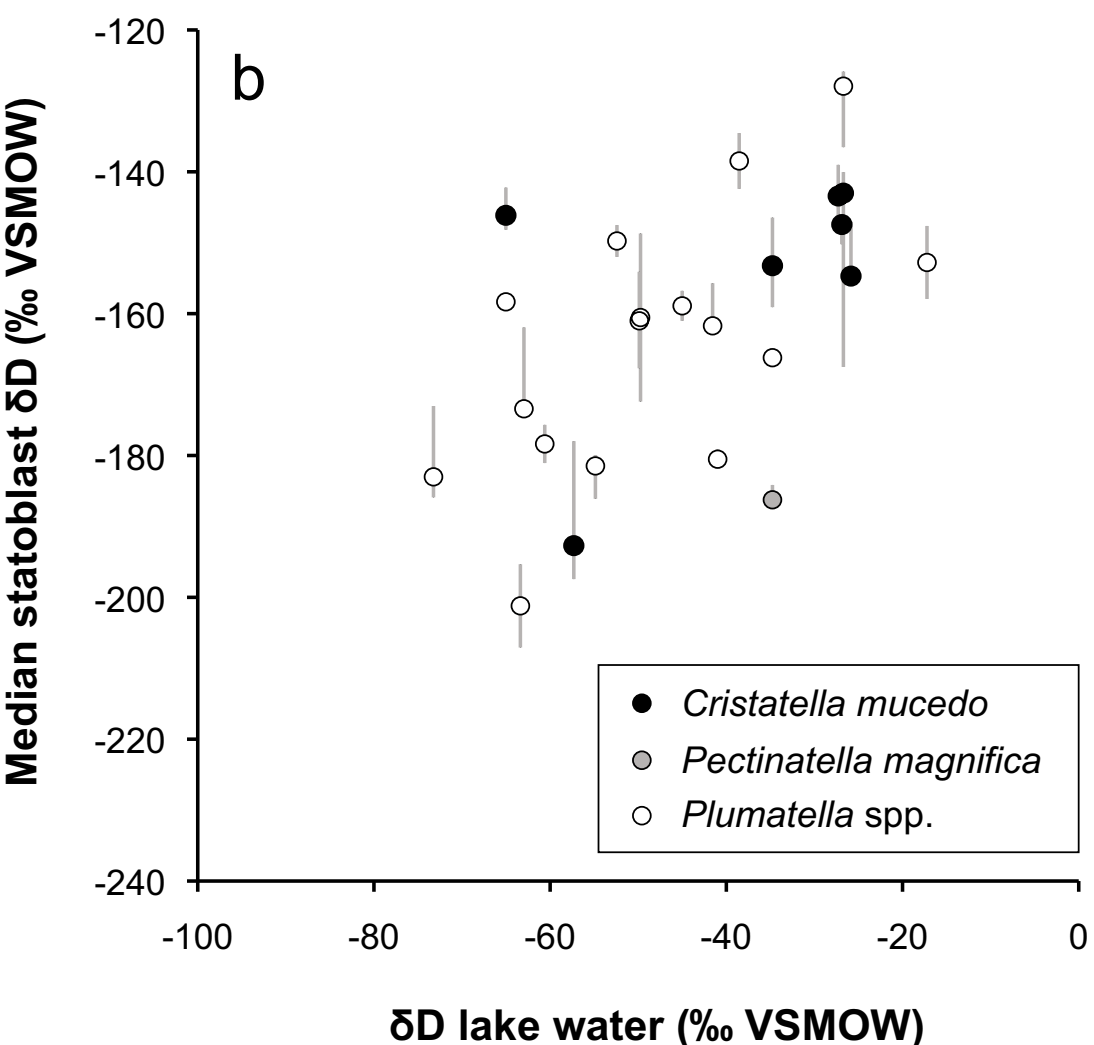 b
Median statoblast δD (‰ VSMOW)
-120
-140
-160
-180
-200
-220
-240
-100 -80 -60 -40 -20 0
δD lake water (‰ VSMOW)
Cristatella mucedo
Pectinatella magnifica
Plumatella spp.